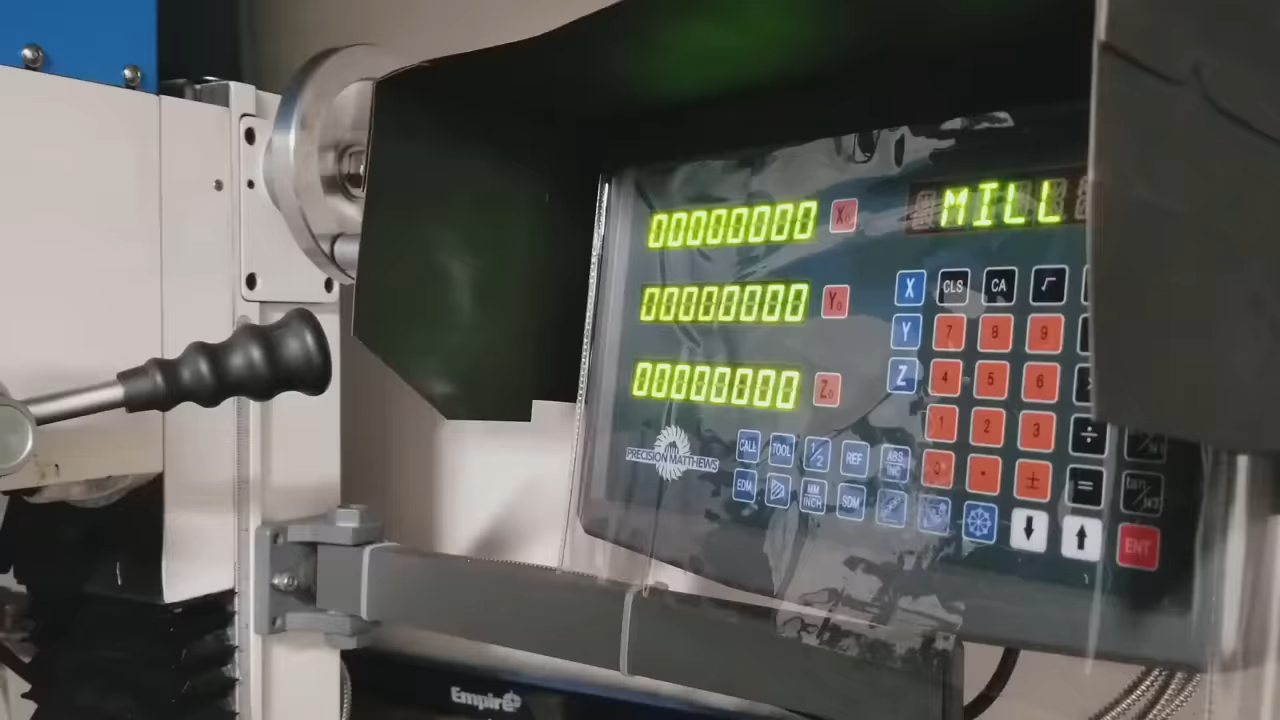 00000000 X₀ MILL
00000000 Y₀
00000000 Z₀
X CLS CA √
Y 7 8 9
Z 4 5 6
1 2 3 ÷
0 . ± =
CALL TOOL 1/2 REF ABS/INC
EDM MM/INCH SDM
ENT
PRECISION MATTHEWS
Empire